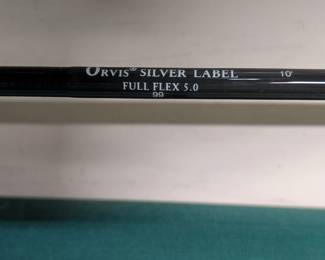 ORVIS® SILVER LABEL 10'
FULL FLEX 5.0
99